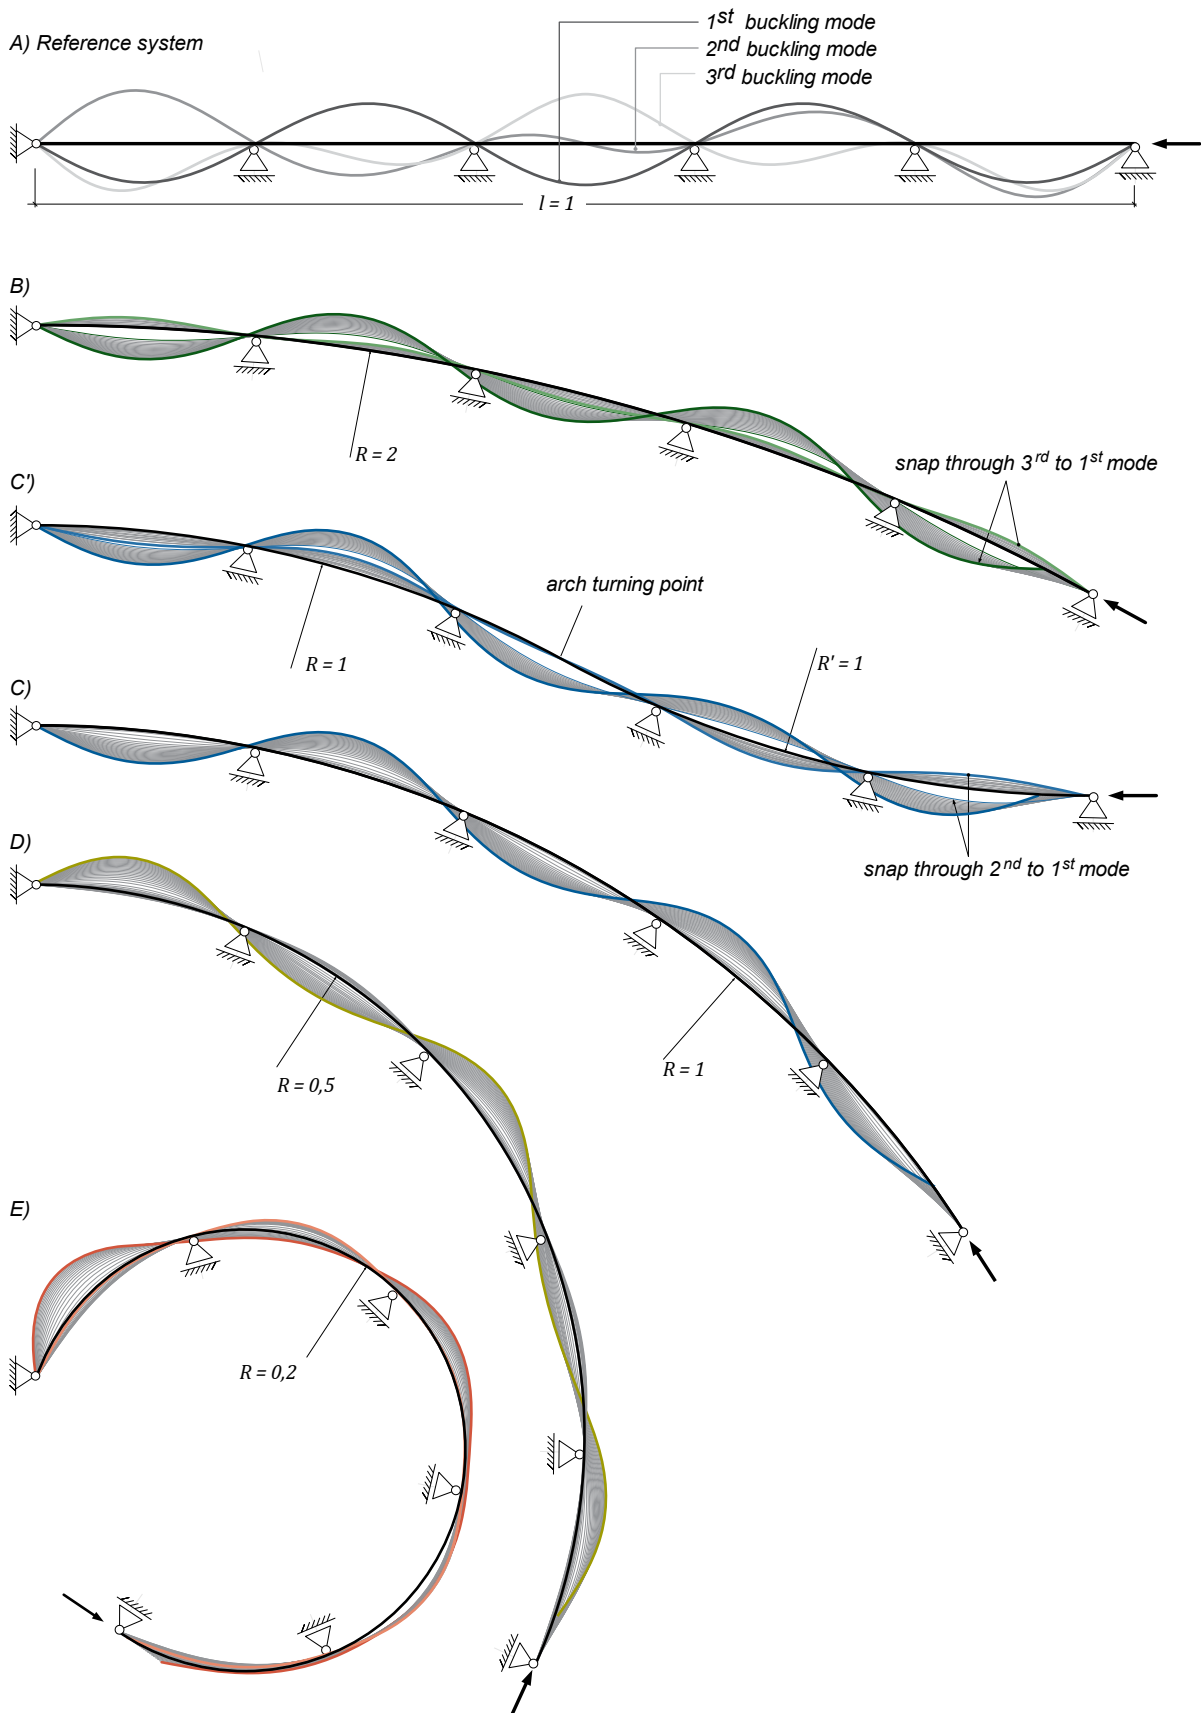 1st buckling mode
A) Reference system
2nd buckling mode
3rd buckling mode
l = 1
B)
R = 2
snap through 3rd to 1st mode
C')
arch turning point
R = 1
R' = 1
C)
snap through 2nd to 1st mode
D)
R = 0,5
R = 1
E)
R = 0,2